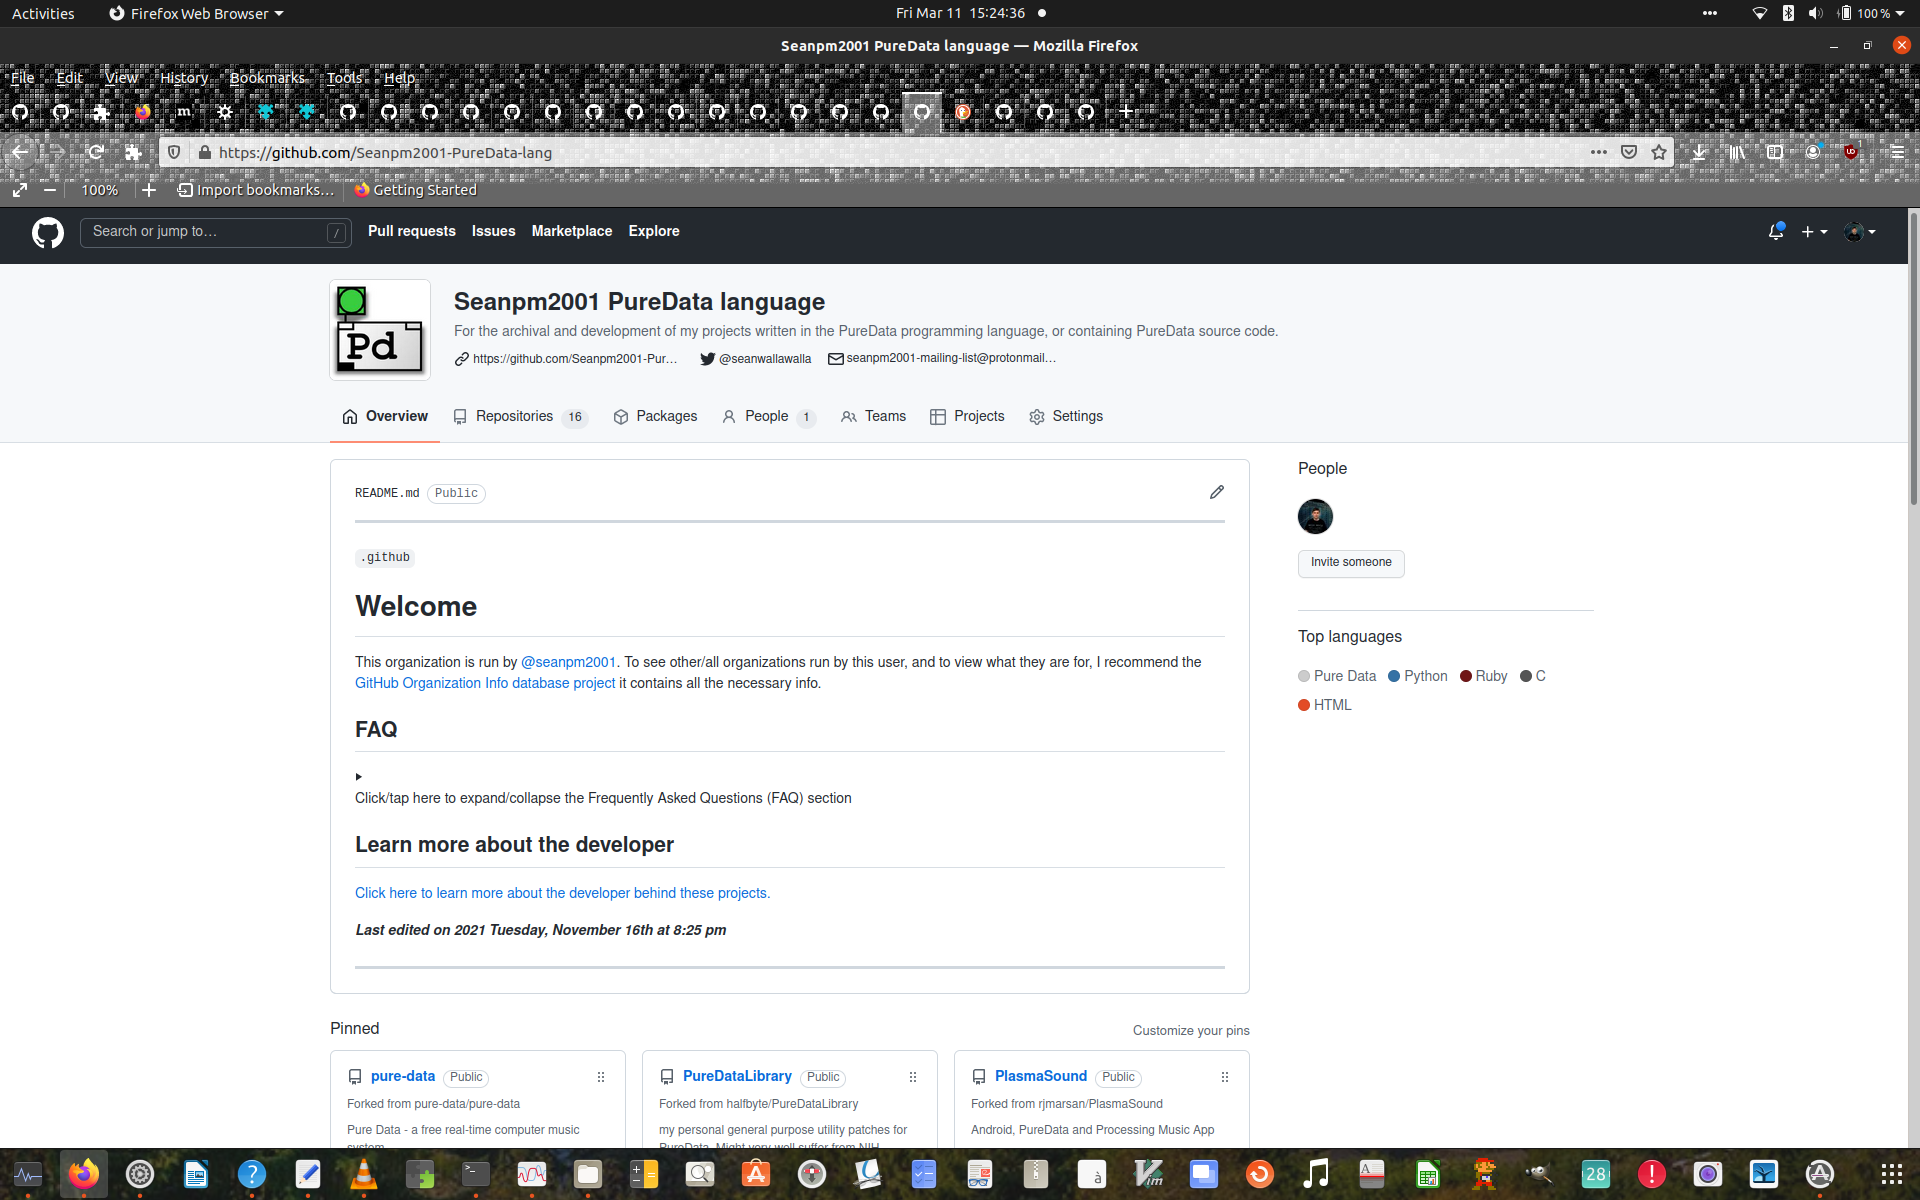 Activities
Firefox Web Browser
Fri Mar 11  15:24:36
100 %
Seanpm2001 PureData language — Mozilla Firefox
File Edit View History Bookmarks Tools Help
m.
https://github.com/Seanpm2001-PureData-lang
100%
Import bookmarks…
Getting Started
Search or jump to…
/
Pull requests
Issues
Marketplace
Explore
Pd
Seanpm2001 PureData language
For the archival and development of my projects written in the PureData programming language, or containing PureData source code.
https://github.com/Seanpm2001-Pur…
@seanwallawalla
seanpm2001-mailing-list@protonmail…
Overview
Repositories 16
Packages
People 1
Teams
Projects
Settings
README.md Public
.github
Welcome
This organization is run by @seanpm2001. To see other/all organizations run by this user, and to view what they are for, I recommend the
GitHub Organization Info database project it contains all the necessary info.
FAQ
Click/tap here to expand/collapse the Frequently Asked Questions (FAQ) section
Learn more about the developer
Click here to learn more about the developer behind these projects.
Last edited on 2021 Tuesday, November 16th at 8:25 pm
People
Invite someone
Top languages
Pure Data Python Ruby C
HTML
Pinned
Customize your pins
pure-data Public
Forked from pure-data/pure-data
Pure Data - a free real-time computer music
system
PureDataLibrary Public
Forked from halfbyte/PureDataLibrary
my personal general purpose utility patches for
PureData. Might very well suffer from NIH
PlasmaSound Public
Forked from rjmarsan/PlasmaSound
Android, PureData and Processing Music App
28